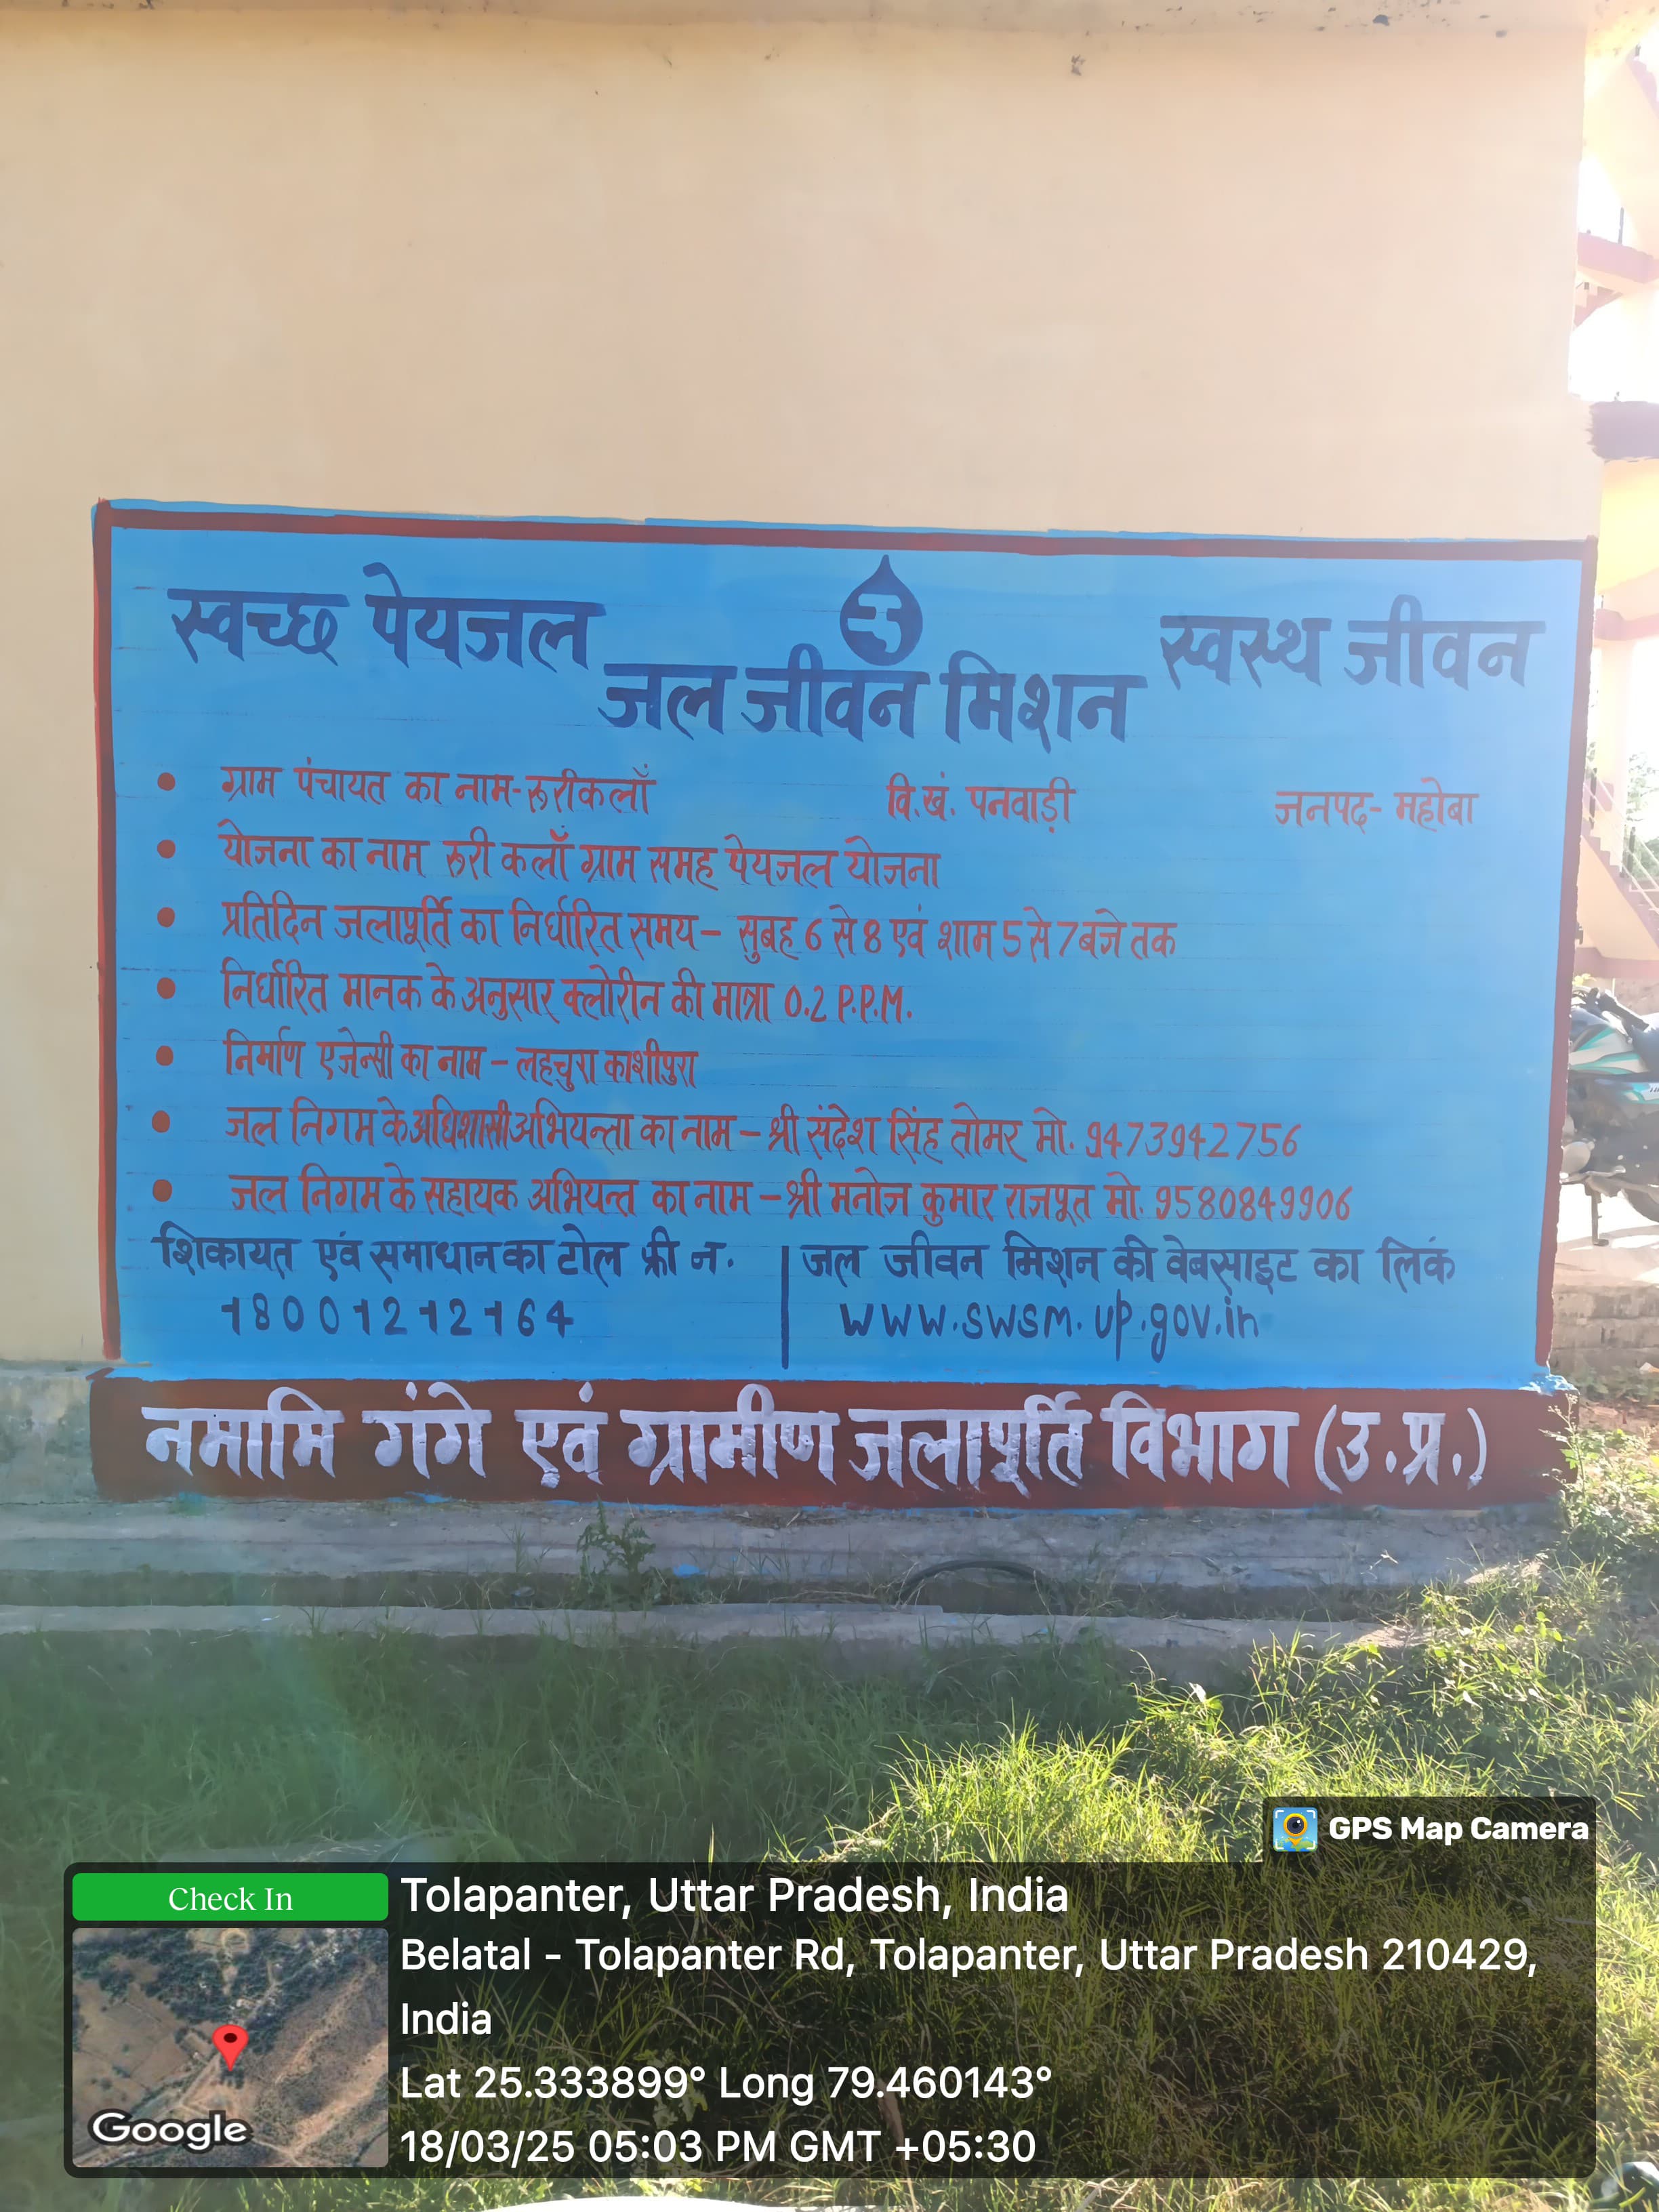 स्वच्छ पेयजल
जल जीवन मिशन
स्वस्थ जीवन
• ग्राम पंचायत का नाम-रूरीकलाँ वि.खं. पनवाड़ी जनपद- महोबा
• योजना का नाम रूरी कलाँ ग्राम समह पेयजल योजना
• प्रतिदिन जलापूर्ति का निर्धारित समय- सुबह 6 से 8 एवं शाम 5 से 7 बजे तक
• निर्धारित मानक के अनुसार क्लोरीन की मात्रा 0.2 P.P.M.
• निर्माण एजेन्सी का नाम - लहचुरा काशीपुरा
• जल निगम के अधिशासी अभियन्ता का नाम - श्री संदेश सिंह तोमर मो. 9473942756
• जल निगम के सहायक अभियन्त का नाम - श्री मनोज कुमार राजपूत मो. 9580849906
शिकायत एवं समाधान का टोल फ्री न. | जल जीवन मिशन की वेबसाइट का लिंक
18001212164 www.swsm.up.gov.in
नमामि गंगे एवं ग्रामीण जलापूर्ति विभाग (उ.प्र.)
GPS Map Camera
Check In
Tolapanter, Uttar Pradesh, India
Belatal - Tolapanter Rd, Tolapanter, Uttar Pradesh 210429,
India
Lat 25.333899° Long 79.460143°
18/03/25 05:03 PM GMT +05:30
Google